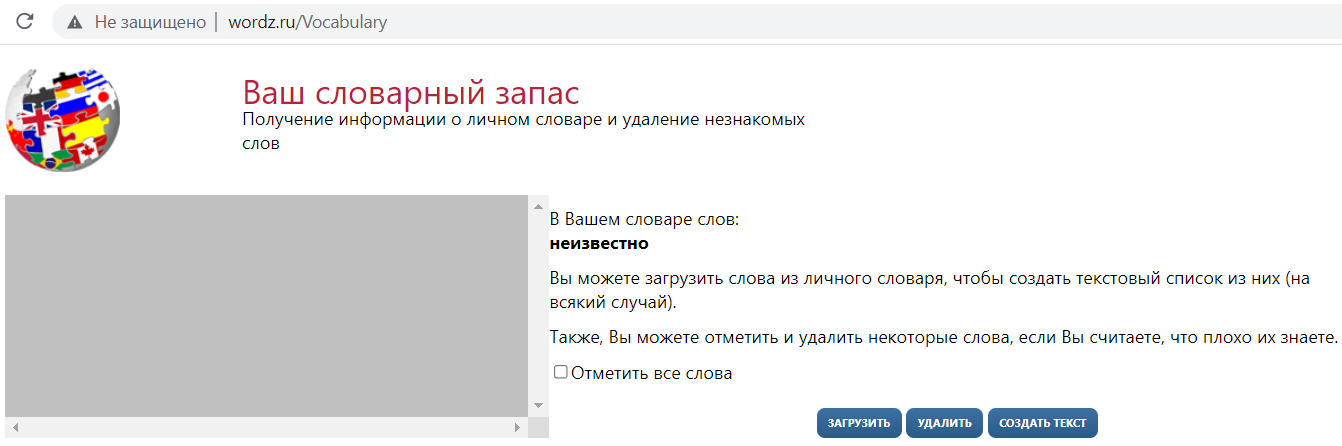 Не защищено | wordz.ru/Vocabulary
Ваш словарный запас
Получение информации о личном словаре и удаление незнакомых
слов
В Вашем словаре слов:
неизвестно
Вы можете загрузить слова из личного словаря, чтобы создать текстовый список из них (на
всякий случай).
Также, Вы можете отметить и удалить некоторые слова, если Вы считаете, что плохо их знаете.
Отметить все слова
ЗАГРУЗИТЬ УДАЛИТЬ СОЗДАТЬ ТЕКСТ